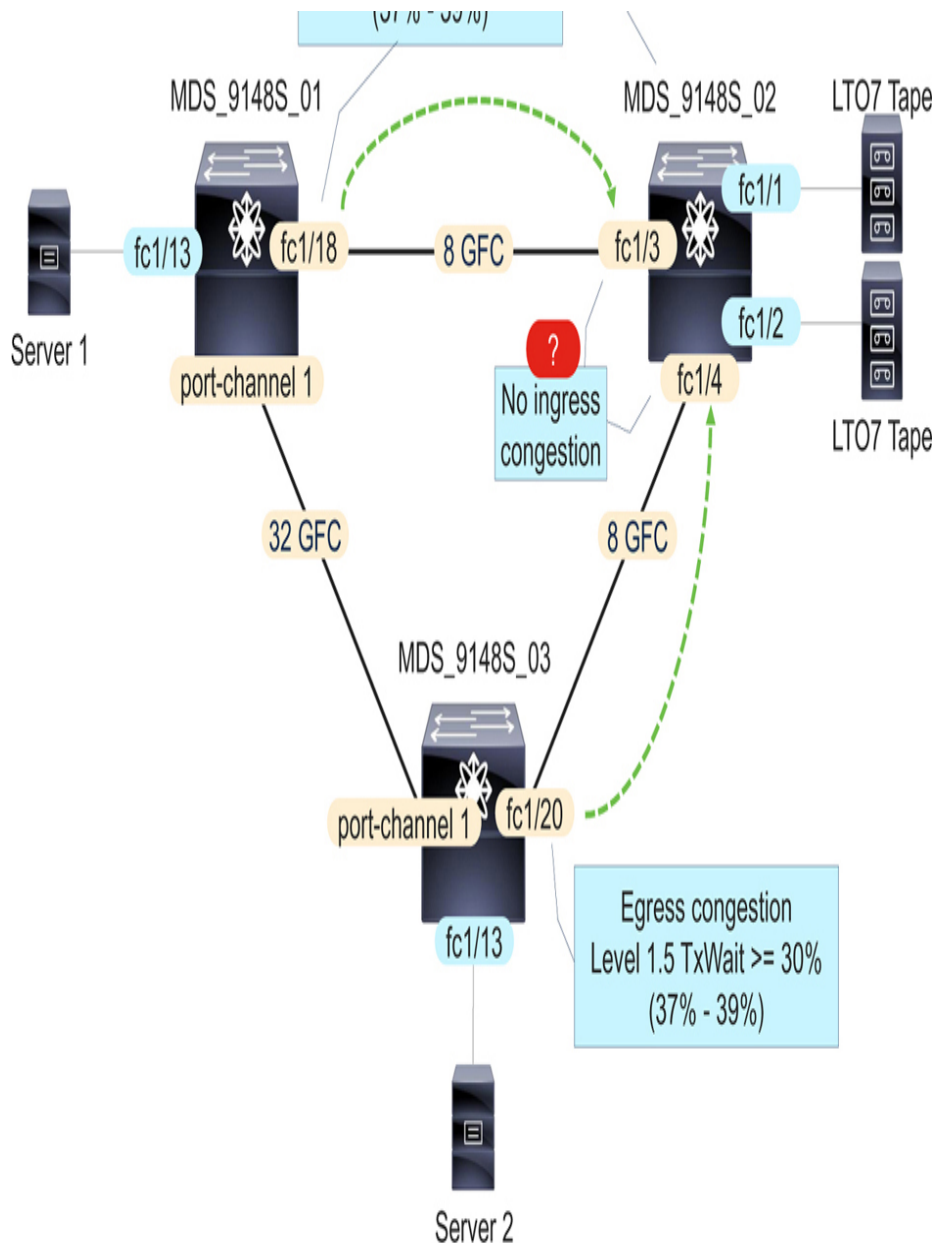 (37% - 39%)
MDS_9148S_01
MDS_9148S_02
LTO7 Tape
fc1/1
fc1/13
fc1/18
8 GFC
fc1/3
Server 1
fc1/2
?
port-channel 1
No ingress
congestion
fc1/4
LTO7 Tape
32 GFC
8 GFC
MDS_9148S_03
port-channel 1
fc1/20
fc1/13
Egress congestion
Level 1.5 TxWait >= 30%
(37% - 39%)
Server 2